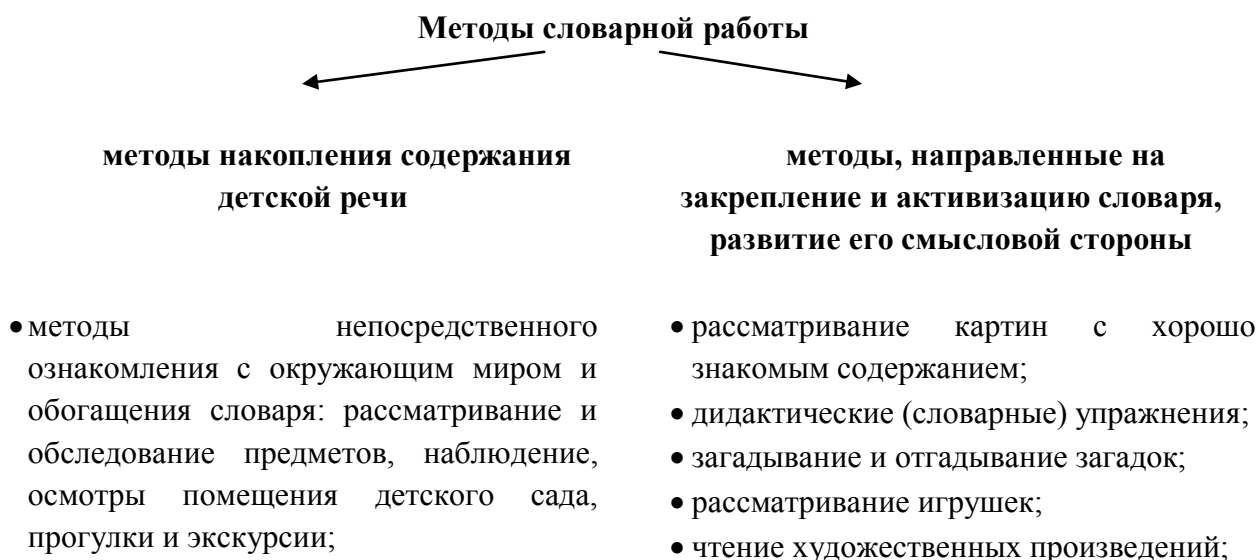 Методы словарной работы
методы накопления содержания
детской речи
методы, направленные на
закрепление и активизацию словаря,
развитие его смысловой стороны
• методы непосредственного
ознакомления с окружающим миром и
обогащения словаря: рассматривание и
обследование предметов, наблюдение,
осмотры помещения детского сада,
прогулки и экскурсии;
• рассматривание картин с хорошо
знакомым содержанием;
• дидактические (словарные) упражнения;
• загадывание и отгадывание загадок;
• рассматривание игрушек;
• чтение художественных произведений;